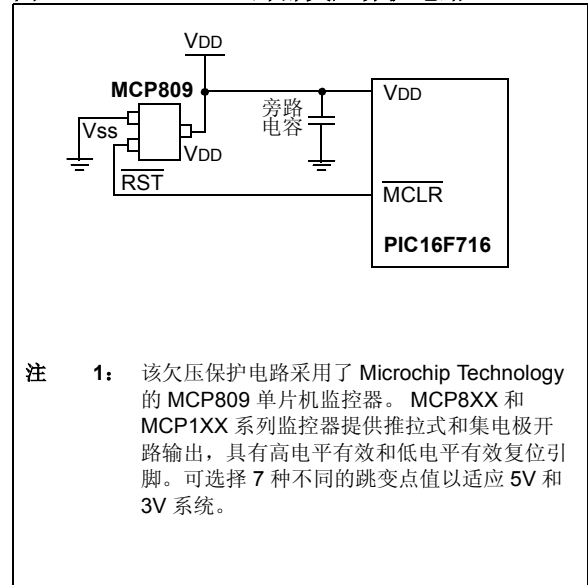 VDD
MCP809
VDD
旁路
电容
Vss
VDD
RST
MCLR
PIC16F716
注 1： 该欠压保护电路采用了 Microchip Technology
的 MCP809 单片机监控器。 MCP8XX 和
MCP1XX 系列监控器提供推拉式和集电极开
路输出，具有高电平有效和低电平有效复位引
脚。可选择 7 种不同的跳变点值以适应 5V 和
3V 系统。